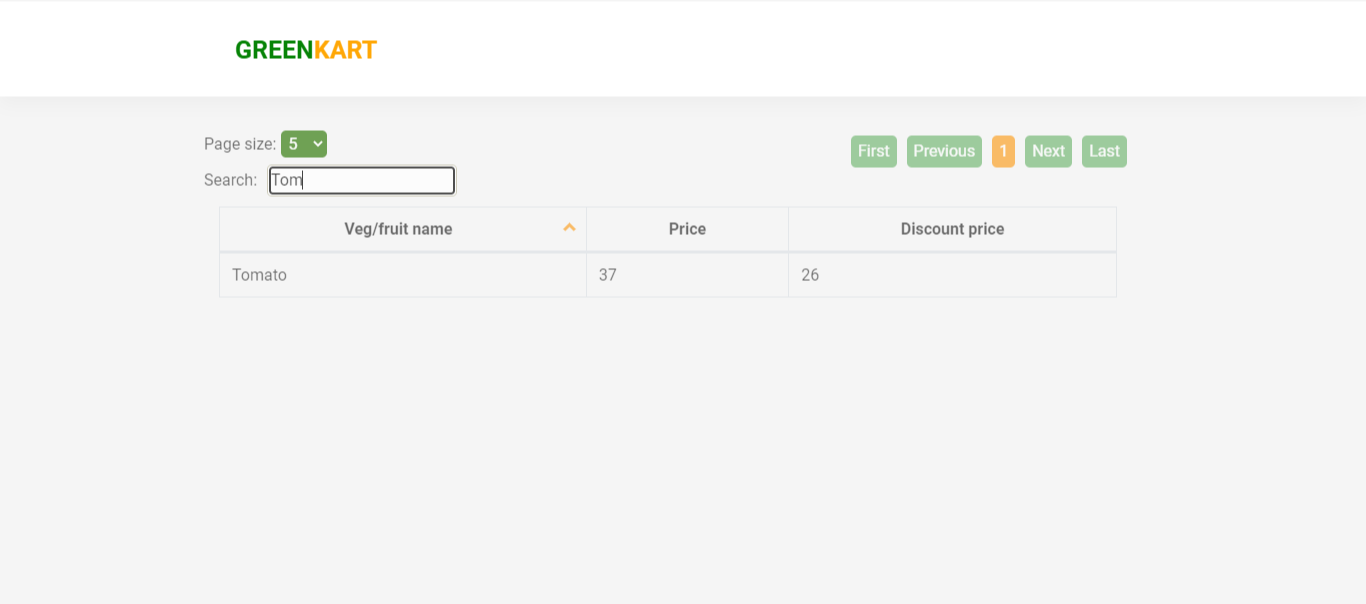 GREENKART
Page size: 5
First Previous 1 Next Last
Search: Tom
Veg/fruit name Price Discount price
Tomato 37 26